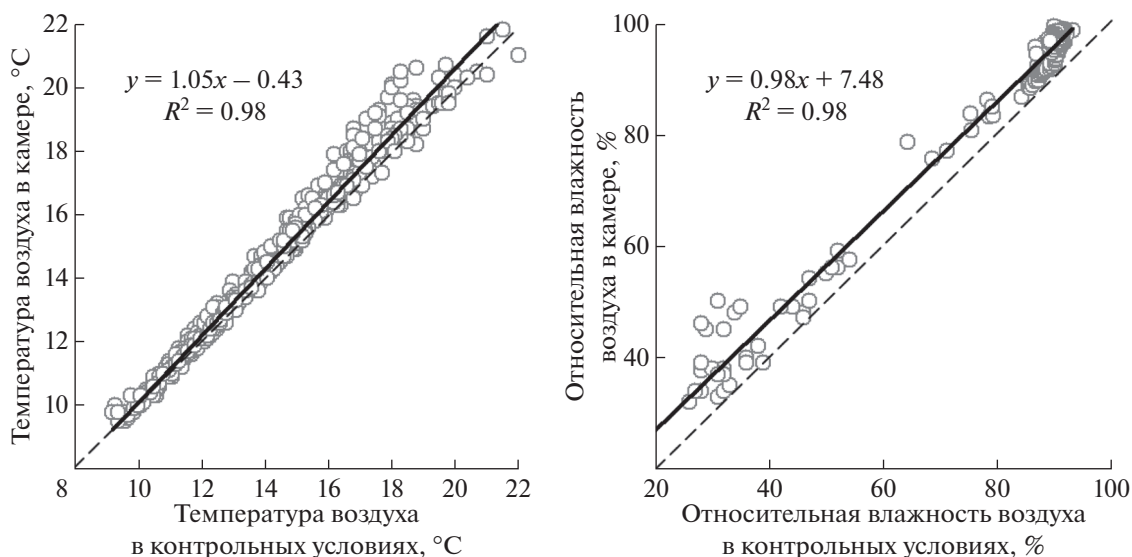 Температура воздуха в камере, °C
22
20
18
16
14
12
10
8
10
12
14
16
18
20
22
y = 1.05x – 0.43
R² = 0.98
Температура воздуха
в контрольных условиях, °C
Относительная влажность
воздуха в камере, %
100
80
60
40
20
40
60
80
100
y = 0.98x + 7.48
R² = 0.98
Относительная влажность воздуха
в контрольных условиях, %